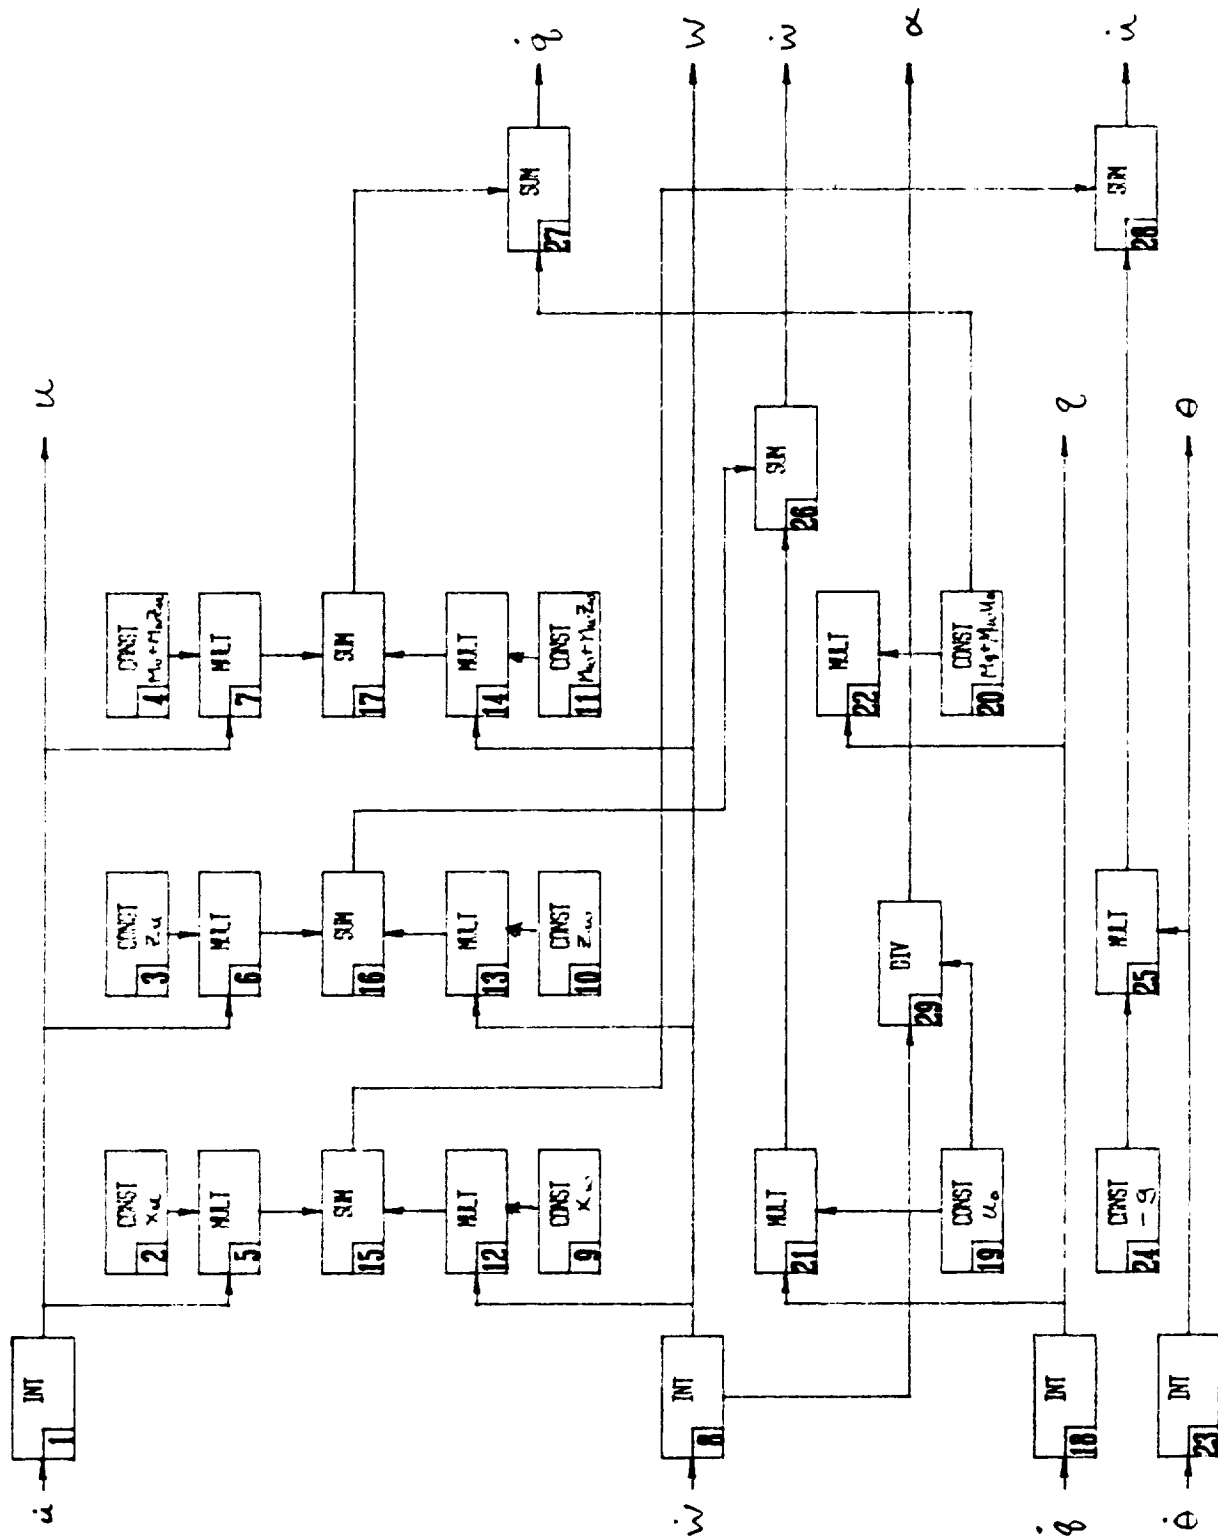 u̇
INT
1
u
CONST
Xu
2
MULT
5
SUM
15
MULT
12
CONST
Xw
9
CONST
Zu
3
MULT
6
SUM
16
MULT
13
CONST
Zw
10
CONST
4
MULT
7
SUM
17
MULT
14
CONST
11
SUM
27
q̇
ẇ
INT
8
w
MULT
21
CONST
u₀
19
DIV
29
α
SUM
26
ẇ
MULT
22
CONST
20
q̇
INT
18
q
CONST
-g
24
MULT
25
SUM
28
u̇
θ̇
INT
23
θ